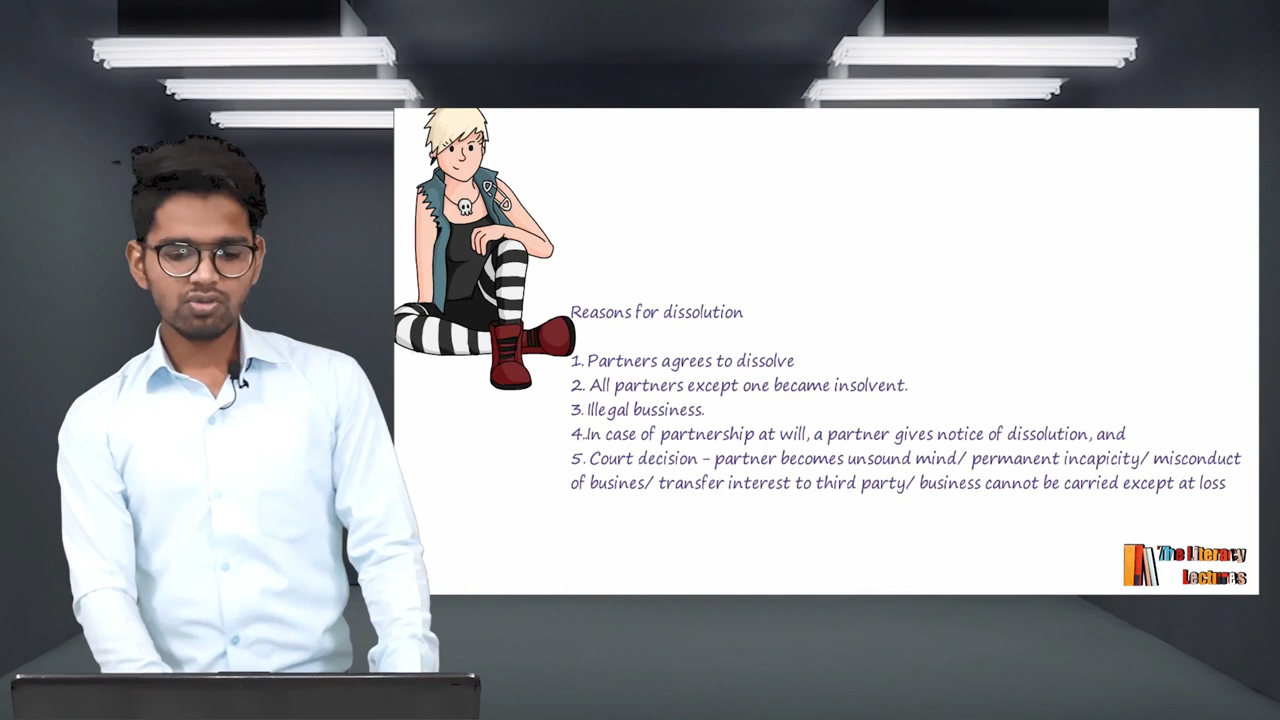 Reasons for dissolution
1. Partners agrees to dissolve
2. All partners except one became insolvent.
3. Illegal bussiness.
4..In case of partnership at will, a partner gives notice of dissolution, and
5. Court decision - partner becomes unsound mind/ permanent incapicity/ misconduct
of busines/ transfer interest to third party/ business cannot be carried except at loss
The Literacy
Lectures